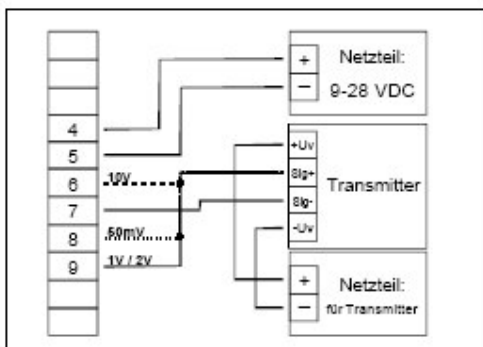 +
Netzteil:
−
9-28 VDC
4
5
6
10V
7
8
50mV
9
1V / 2V
+Uv
Sig+
Sig-
-Uv
Transmitter
+
Netzteil:
−
für Transmitter